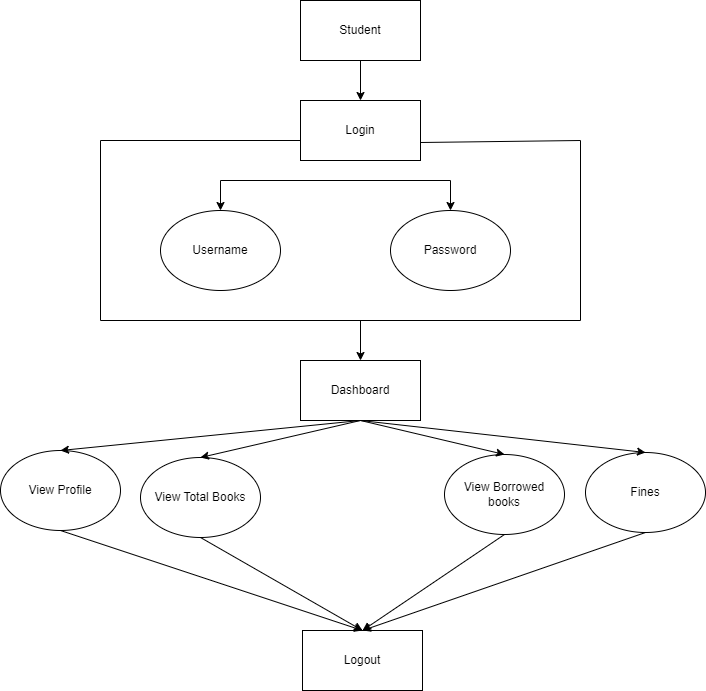 Student
Login
Username
Password
Dashboard
View Profile
View Total Books
View Borrowed
books
Fines
Logout